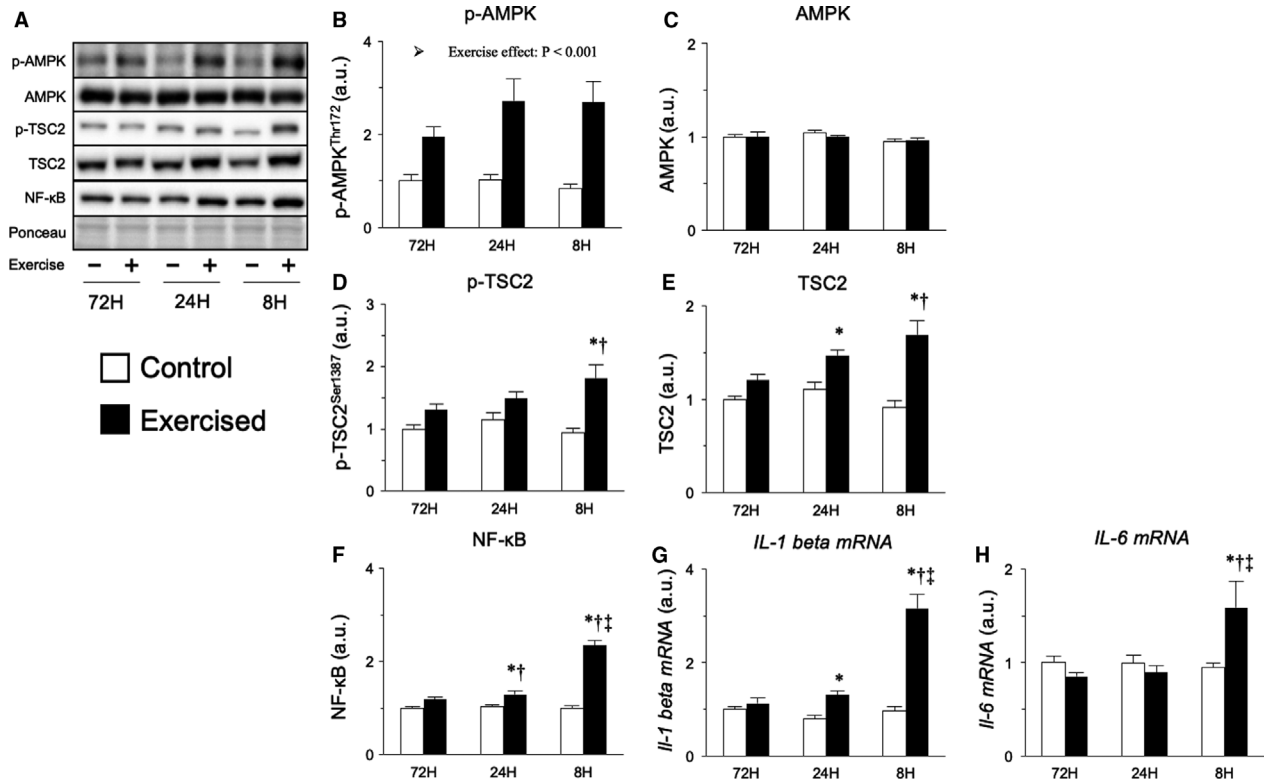 A
p-AMPK
AMPK
p-TSC2
TSC2
NF-κB
Ponceau
Exercise − + − + − +
72H 24H 8H
Control
Exercised
B
p-AMPK
➢ Exercise effect: P < 0.001
p-AMPKThr172 (a.u.)
4
2
0
72H 24H 8H
C
AMPK
AMPK (a.u.)
2
1
0
72H 24H 8H
D
p-TSC2
p-TSC2Ser1387 (a.u.)
3
2
1
0
*†
72H 24H 8H
E
TSC2
TSC2 (a.u.)
2
1
0
*
*†
72H 24H 8H
F
NF-κB
NF-κB (a.u.)
4
2
0
*†
*†‡
72H 24H 8H
G
IL-1 beta mRNA
Il-1 beta mRNA (a.u.)
4
2
0
*
*†‡
72H 24H 8H
H
IL-6 mRNA
Il-6 mRNA (a.u.)
2
1
0
*†‡
72H 24H 8H